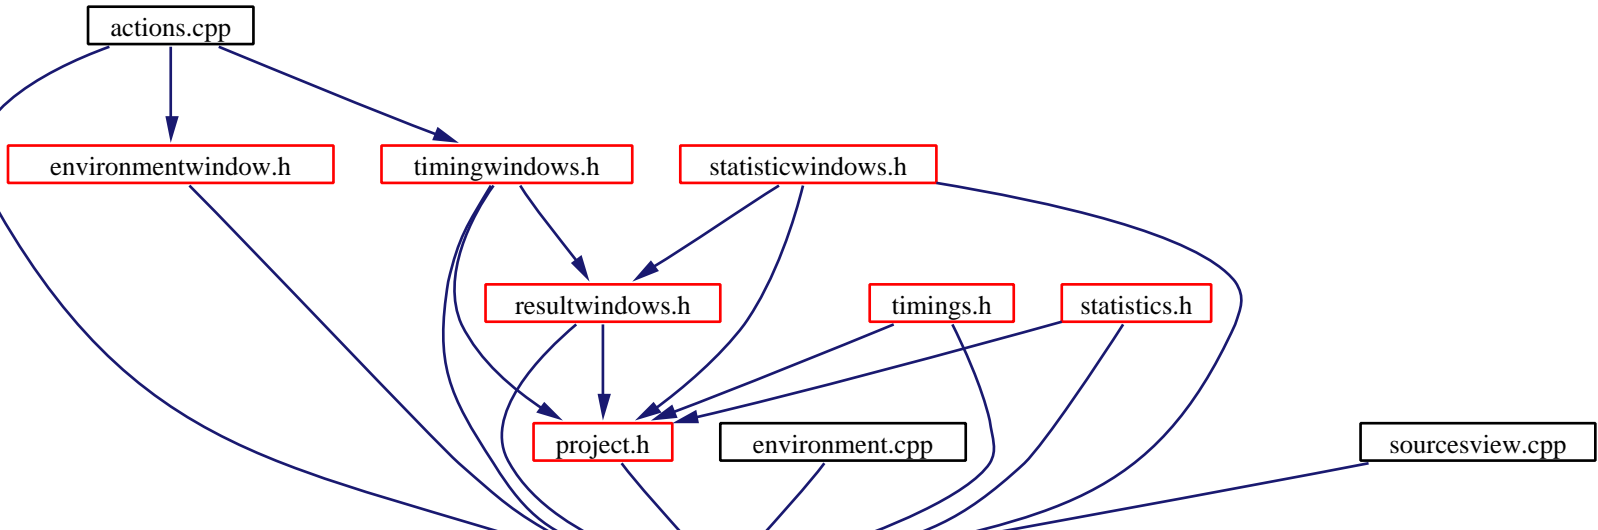 actions.cpp
environmentwindow.h
timingwindows.h
statisticwindows.h
resultwindows.h
timings.h
statistics.h
project.h
environment.cpp
sourcesview.cpp